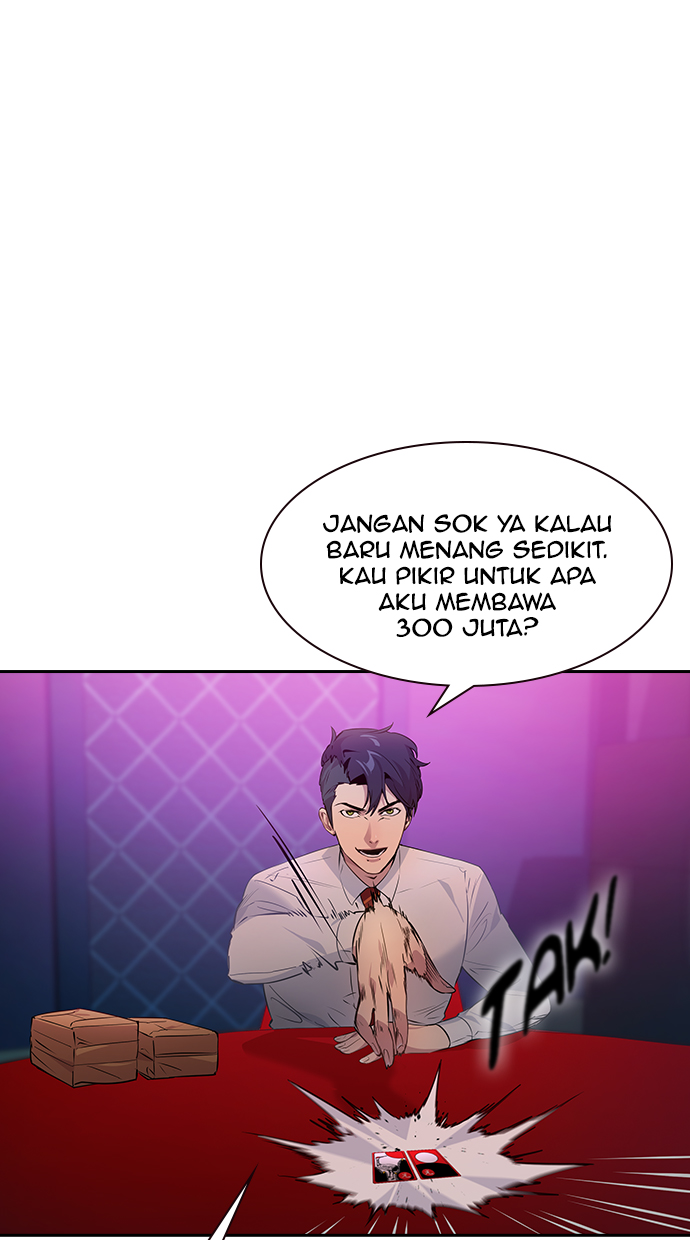 JANGAN SOK YA KALAU
BARU MENANG SEDIKIT.
KAU PIKIR UNTUK APA
AKU MEMBAWA
300 JUTA?
TAK!